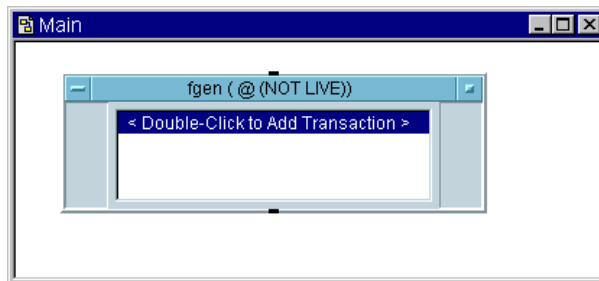 Main
fgen ( @ (NOT LIVE))
< Double-Click to Add Transaction >